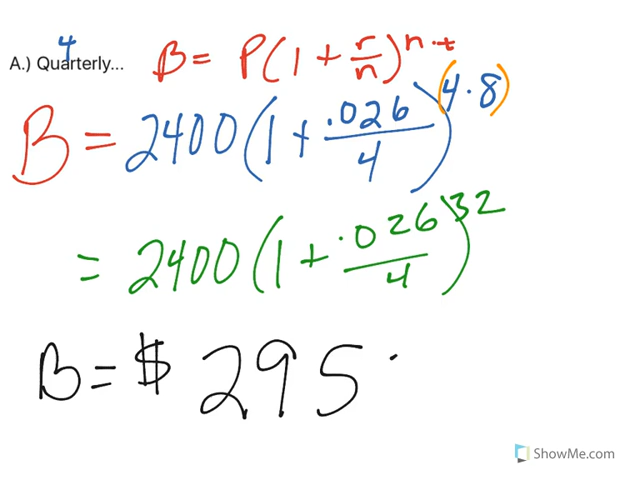 4
A.) Quarterly... B = P(1 + r/n)^n·t
B = 2400(1 + .026/4)^(4·8)
= 2400(1 + .026/4)^32
B = $ 295
ShowMe.com